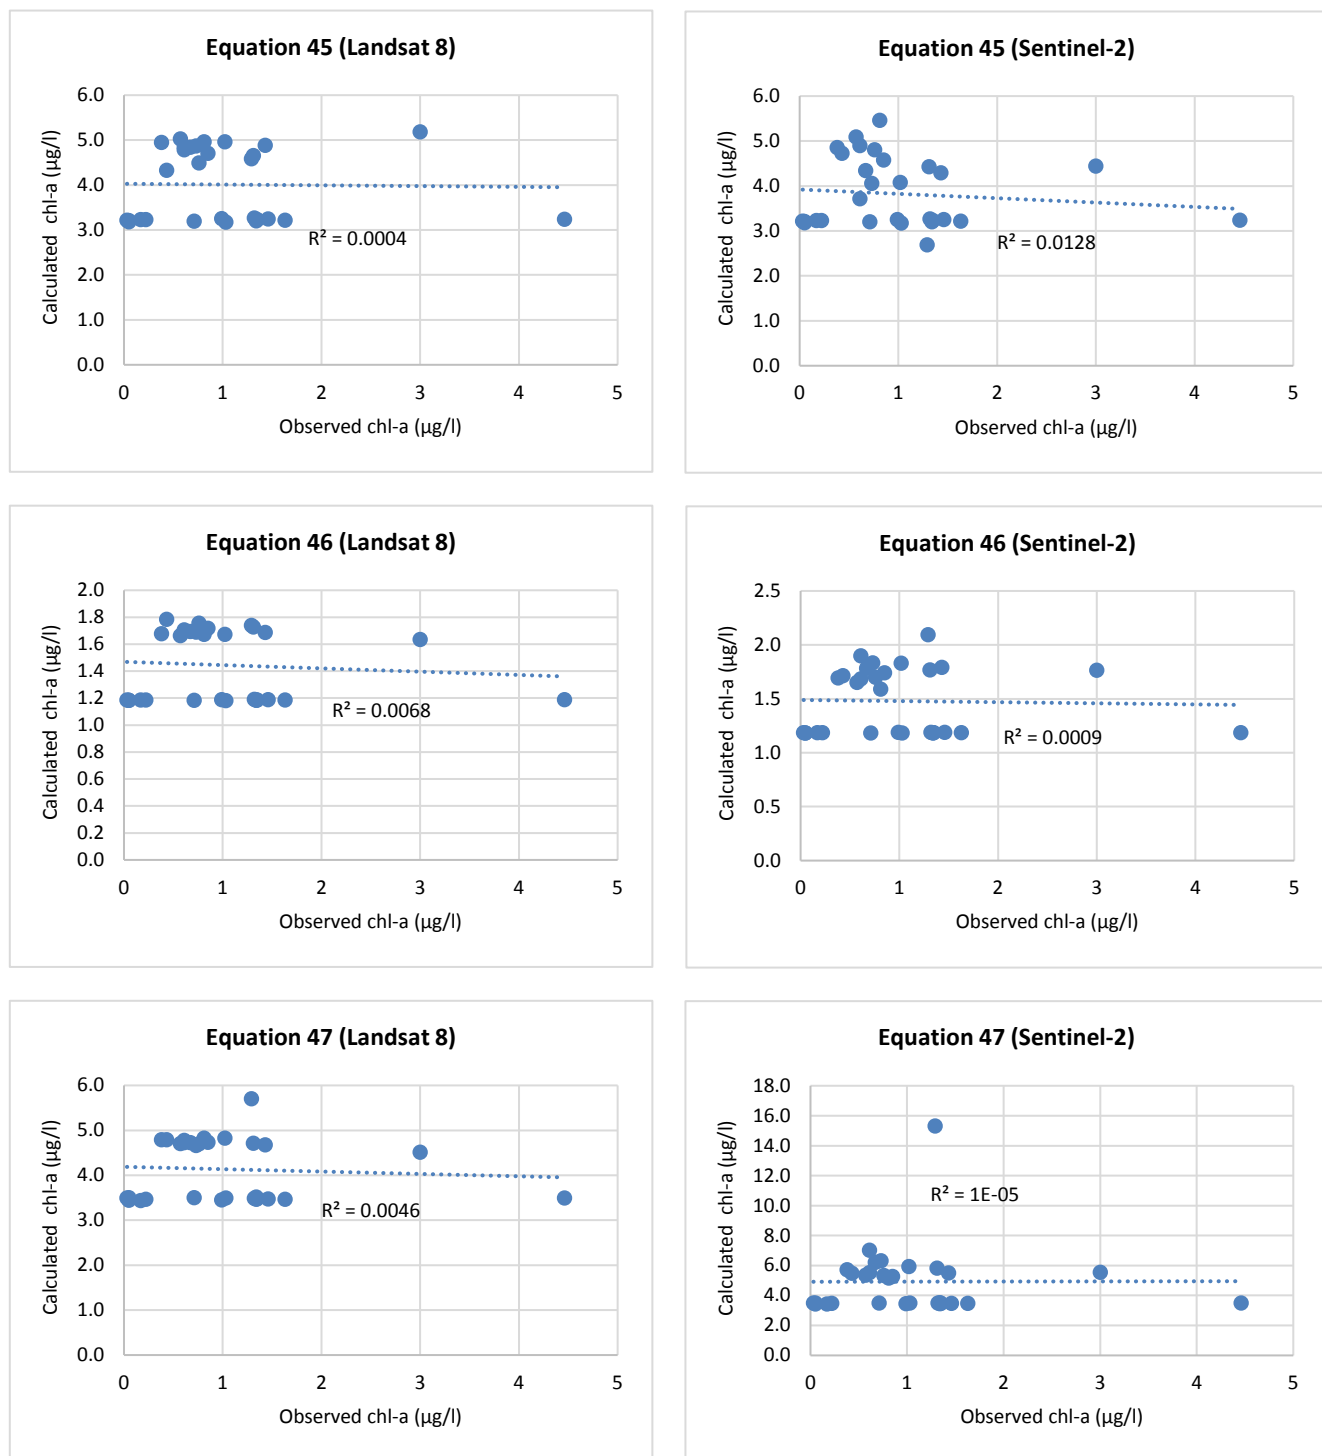 Equation 45 (Landsat 8)
Calculated chl-a (µg/l)
6.0
5.0
4.0
3.0
2.0
1.0
0.0
R² = 0.0004
0 1 2 3 4 5
Observed chl-a (µg/l)
Equation 45 (Sentinel-2)
Calculated chl-a (µg/l)
6.0
5.0
4.0
3.0
2.0
1.0
0.0
R² = 0.0128
0 1 2 3 4 5
Observed chl-a (µg/l)
Equation 46 (Landsat 8)
Calculated chl-a (µg/l)
2.0
1.8
1.6
1.4
1.2
1.0
0.8
0.6
0.4
0.2
0.0
R² = 0.0068
0 1 2 3 4 5
Observed chl-a (µg/l)
Equation 46 (Sentinel-2)
Calculated chl-a (µg/l)
2.5
2.0
1.5
1.0
0.5
0.0
R² = 0.0009
0 1 2 3 4 5
Observed chl-a (µg/l)
Equation 47 (Landsat 8)
Calculated chl-a (µg/l)
6.0
5.0
4.0
3.0
2.0
1.0
0.0
R² = 0.0046
0 1 2 3 4 5
Observed chl-a (µg/l)
Equation 47 (Sentinel-2)
Calculated chl-a (µg/l)
18.0
16.0
14.0
12.0
10.0
8.0
6.0
4.0
2.0
0.0
R² = 1E-05
0 1 2 3 4 5
Observed chl-a (µg/l)